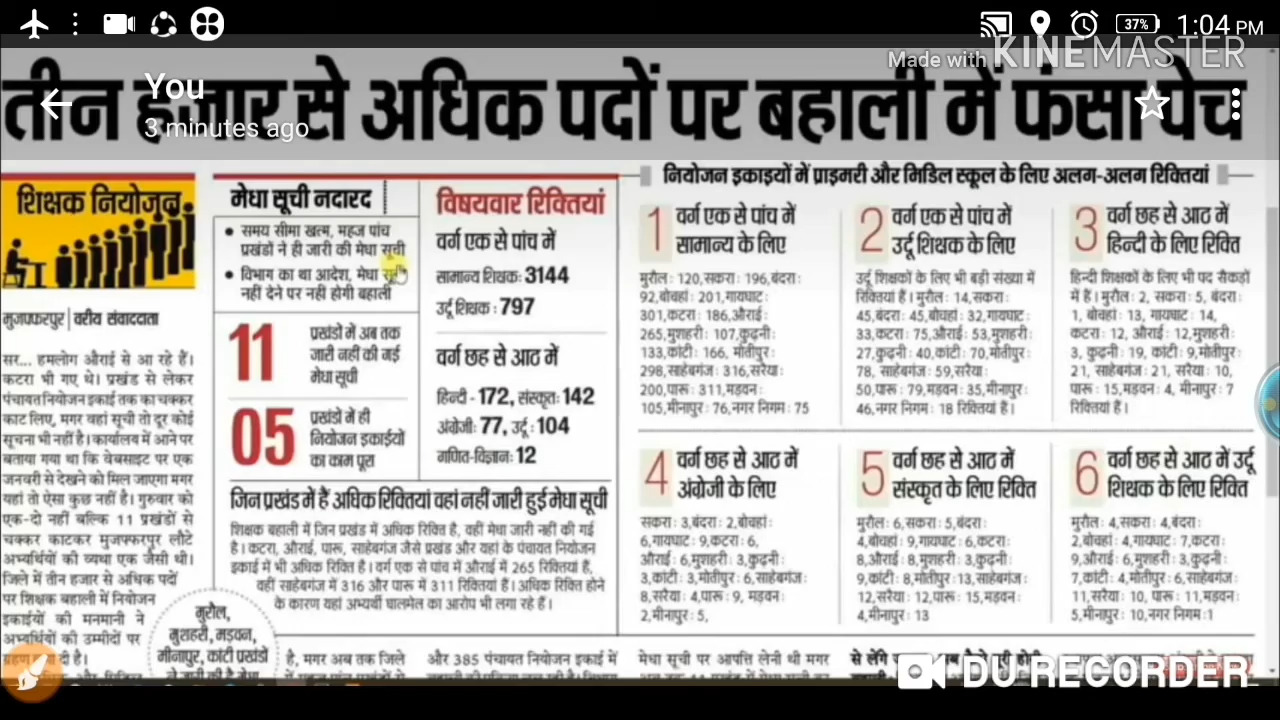 37%
1:04 PM
Made with KINEMASTER
You
3 minutes ago
तीन हजार से अधिक पदों पर बहाली में फंसा पेच
शिक्षक नियोजन
मुजफ्फरपुर | वरीय संवाददाता
सर... हमलोग औराई से आ रहे हैं।
कटरा भी गए थे। प्रखंड से लेकर
पंचायत नियोजन इकाई तक का चक्कर
काट लिए, मगर वहां सूची तो दूर कोई
सूचना भी नहीं है। कार्यालय में आने पर
बताया गया था कि वेबसाइट पर एक
जनवरी से देखने को मिल जाएगा मगर
यहां तो ऐसा कुछ नहीं है। गुरुवार को
एक-दो नहीं बल्कि 11 प्रखंडों से
चक्कर काटकर मुजफ्फरपुर लौटे
अभ्यर्थियों की व्यथा एक जैसी थी।
जिले में तीन हजार से अधिक पदों
पर शिक्षक बहाली में नियोजन
इकाईयों की मनमानी ने
अभ्यर्थियों की उम्मीदों पर
दी है।
मुरौल,
मुशहरी, मड़वन,
मीनापुर, कांटी प्रखंडों
ने जारी की है मेधा
मेधा सूची नदारद
• समय सीमा खत्म, महज पांच
प्रखंडों ने ही जारी की मेधा सूची
• विभाग का था आदेश, मेधा सूची
नहीं देने पर नहीं होगी बहाली
11 प्रखंडों में अब तक
जारी नहीं की गई
मेधा सूची
05 प्रखंडों में ही
नियोजन इकाईयों
का काम पूरा
विषयवार रिक्तियां
वर्ग एक से पांच में
सामान्य शिक्षक: 3144
उर्दू शिक्षक: 797
वर्ग छह से आठ में
हिन्दी - 172, संस्कृत: 142
अंग्रेजी: 77, उर्दू: 104
गणित-विज्ञान: 12
जिन प्रखंड में हैं अधिक रिक्तियां वहां नहीं जारी हुई मेधा सूची
शिक्षक बहाली में जिन प्रखंड में अधिक रिक्ति है, वहीं मेधा जारी नहीं की गई
है। कटरा, औराई, पारू, साहेबगंज जैसे प्रखंड और यहां के पंचायत नियोजन
इकाई में भी अधिक रिक्ति है। वर्ग एक से पांच में औराई में 265 रिक्तियां हैं,
वहीं साहेबगंज में 316 और पारू में 311 रिक्तियां हैं। अधिक रिक्ति होने
के कारण यहां अभ्यर्थी घालमेल का आरोप भी लगा रहे हैं।
नियोजन इकाइयों में प्राइमरी और मिडिल स्कूल के लिए अलग-अलग रिक्तियां
1 वर्ग एक से पांच में
सामान्य के लिए
मुरौल: 120,सकरा: 196,बंदरा:
92,बोचहां: 201,गायघाट:
301,कटरा: 186,औराई:
265,मुशहरी: 107,कुढ़नी:
133,कांटी: 166, मोतीपुर:
298,साहेबगंज: 316,सरैया:
200,पारू: 311,मड़वन:
105,मीनापुर: 76,नगर निगम: 75
2 वर्ग एक से पांच में
उर्दू शिक्षक के लिए
उर्दू शिक्षकों के लिए भी बड़ी संख्या में
रिक्तियां हैं। मुरौल: 14,सकरा:
45,बंदरा: 45,बोचहां: 32,गायघाट:
33,कटरा: 75,औराई: 53,मुशहरी:
27,कुढ़नी: 40,कांटी: 70,मोतीपुर:
78, साहेबगंज: 59,सरैया:
50,पारू: 79,मड़वन: 35,मीनापुर:
46,नगर निगम: 18 रिक्तियां हैं।
3 वर्ग छह से आठ में
हिन्दी के लिए रिक्ति
हिन्दी शिक्षकों के लिए भी पद सैकड़ों
में हैं। मुरौल: 2, सकरा: 5, बंदरा:
1, बोचहां: 13, गायघाट: 14,
कटरा: 12, औराई: 12,मुशहरी:
3, कुढ़नी: 19, कांटी: 9,मोतीपुर:
21, साहेबगंज: 21, सरैया: 10,
पारू: 15,मड़वन: 4, मीनापुर: 7
रिक्तियां हैं।
4 वर्ग छह से आठ में
अंग्रेजी के लिए
सकरा: 3,बंदरा: 2,बोचहां:
6,गायघाट: 9,कटरा: 6,
औराई: 6,मुशहरी: 3,कुढ़नी:
3,कांटी: 3,मोतीपुर: 6,साहेबगंज:
8,सरैया: 4,पारू: 9, मड़वन:
2,मीनापुर: 5,
5 वर्ग छह से आठ में
संस्कृत के लिए रिक्ति
मुरौल: 6,सकरा: 5,बंदरा:
4,बोचहां: 9,गायघाट: 6,कटरा:
8,औराई: 8,मुशहरी: 3,कुढ़नी:
9,कांटी: 8,मोतीपुर: 13,साहेबगंज:
12,सरैया: 12,पारू: 15,मड़वन:
4,मीनापुर: 13
6 वर्ग छह से आठ में उर्दू
शिक्षक के लिए रिक्ति
मुरौल: 4,सकरा: 4,बंदरा:
2,बोचहां: 4,गायघाट: 7,कटरा:
9,औराई: 6,मुशहरी: 3,कुढ़नी:
7,कांटी: 4,मोतीपुर: 6,साहेबगंज:
11,सरैया: 10, पारू: 11,मड़वन:
5,मीनापुर: 10,नगर निगम :1
है, मगर अब तक जिले
और 385 पंचायत नियोजन इकाई में
मेधा सूची पर आपत्ति लेनी थी मगर
से लेंगे
DU RECORDER